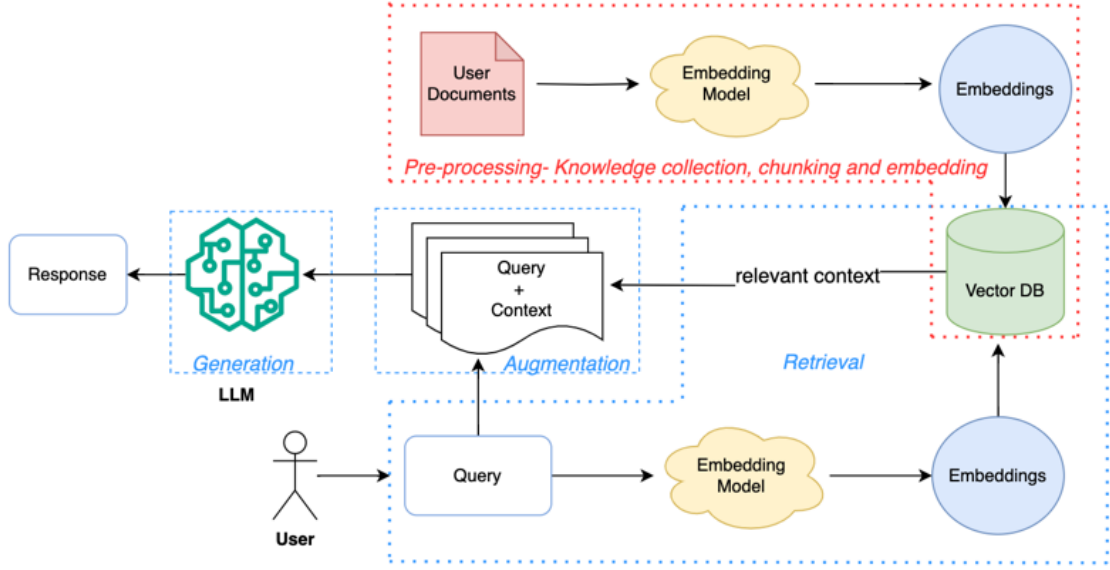 User
Documents
Embedding
Model
Embeddings
Pre-processing- Knowledge collection, chunking and embedding
Response
Query
+
Context
relevant context
Vector DB
Generation
Augmentation
Retrieval
LLM
Query
Embedding
Model
Embeddings
User